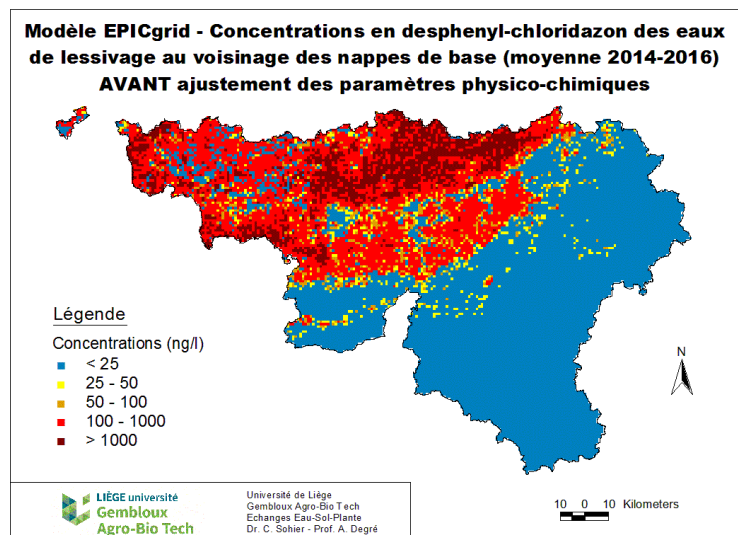 Modèle EPICgrid - Concentrations en desphenyl-chloridazon des eaux
de lessivage au voisinage des nappes de base (moyenne 2014-2016)
AVANT ajustement des paramètres physico-chimiques
Légende
Concentrations (ng/l)
< 25
25 - 50
50 - 100
100 - 1000
> 1000
N
10 0 10 Kilometers
LIÈGE université
Gembloux
Agro-Bio Tech
Université de Liège
Gembloux Agro-Bio Tech
Echanges Eau-Sol-Plante
Dr. C. Sohier - Prof. A. Degré